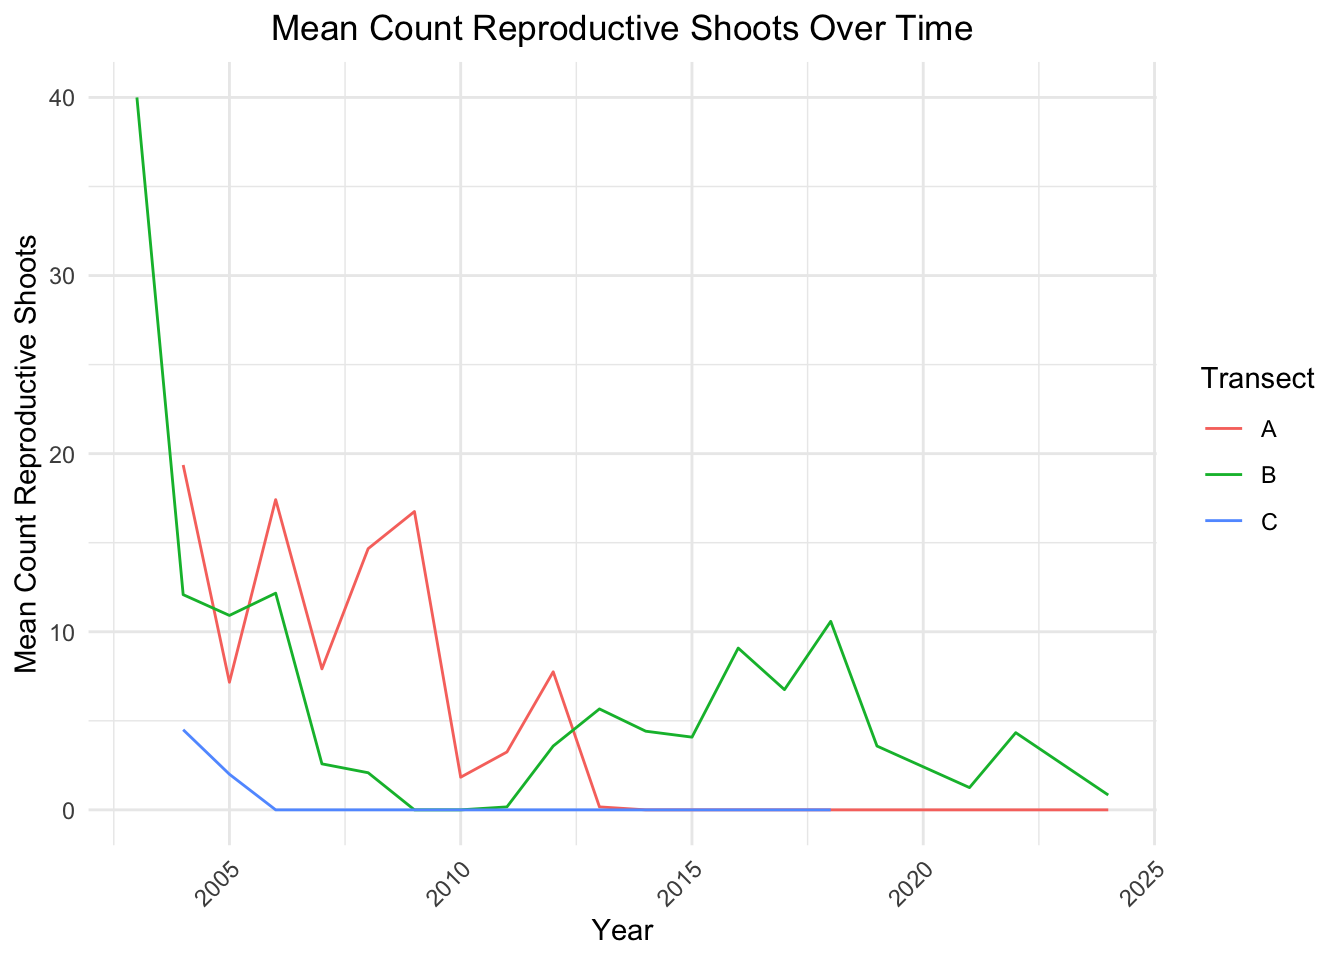 Mean Count Reproductive Shoots Over Time
Mean Count Reproductive Shoots
40
30
20
10
0
2005
2010
2015
2020
2025
Year
Transect
A
B
C